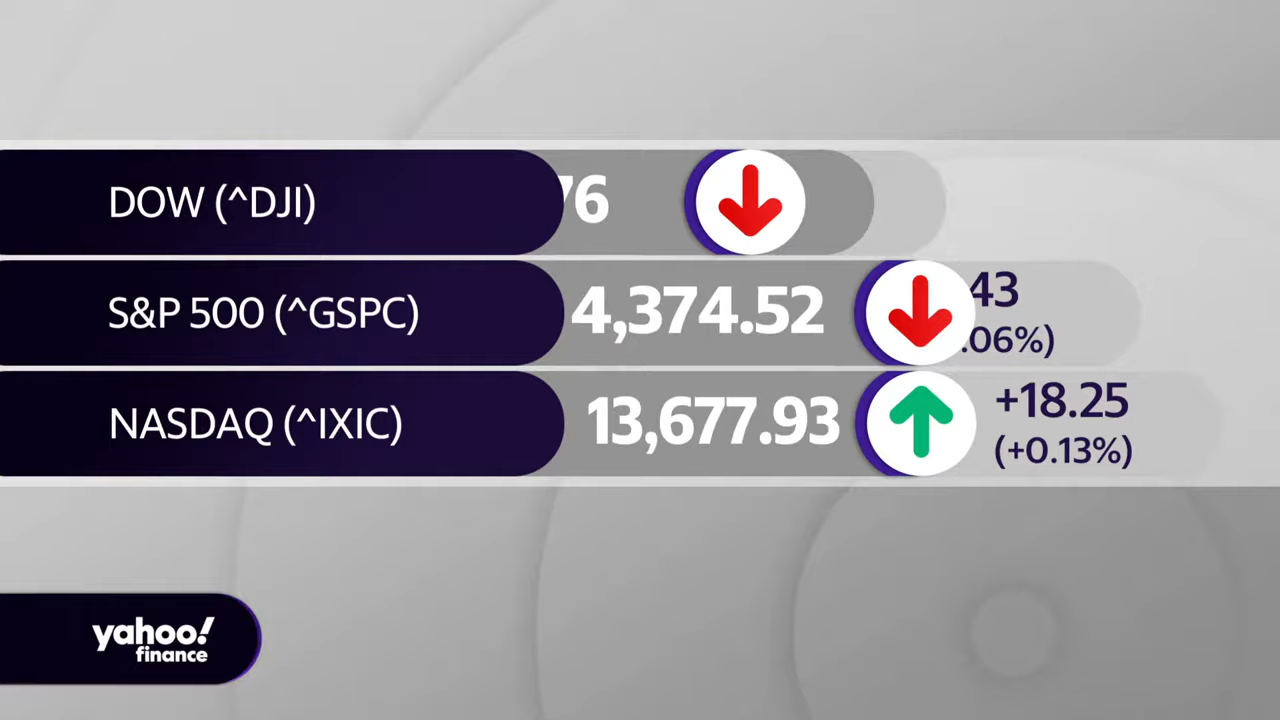 DOW (^DJI)
76
S&P 500 (^GSPC)
4,374.52
43
.06%)
NASDAQ (^IXIC)
13,677.93
+18.25
(+0.13%)
yahoo!
finance